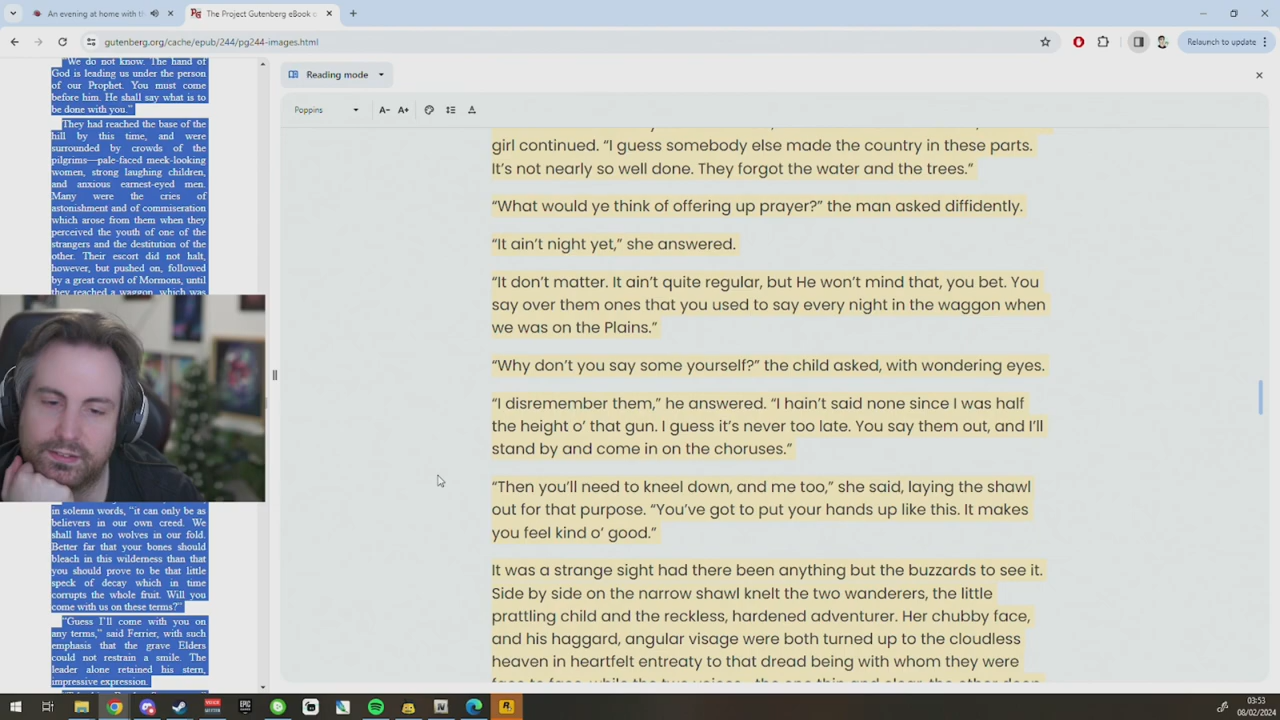 An evening at home with th
The Project Gutenberg eBook o
gutenberg.org/cache/epub/244/pg244-images.html
Relaunch to update
"We do not know. The hand of
God is leading us under the person
of our Prophet. You must come
before him. He shall say what is to
be done with you."
They had reached the base of the
hill by this time, and were
surrounded by crowds of the
pilgrims—pale-faced meek-looking
women, strong laughing children,
and anxious earnest-eyed men.
Many were the cries of
astonishment and of commiseration
which arose from them when they
perceived the youth of one of the
strangers and the destitution of the
other. Their escort did not halt,
however, but pushed on, followed
by a great crowd of Mormons, until
they reached a waggon, which was
in solemn words, "it can only be as
believers in our own creed. We
shall have no wolves in our fold.
Better far that your bones should
bleach in this wilderness than that
you should prove to be that little
speck of decay which in time
corrupts the whole fruit. Will you
come with us on these terms?"
"Guess I'll come with you on
any terms," said Ferrier, with such
emphasis that the grave Elders
could not restrain a smile. The
leader alone retained his stern,
impressive expression.
Reading mode
Poppins
A-
A+
girl continued. “I guess somebody else made the country in these parts.
It’s not nearly so well done. They forgot the water and the trees.”
“What would ye think of offering up prayer?” the man asked diffidently.
“It ain’t night yet,” she answered.
“It don’t matter. It ain’t quite regular, but He won’t mind that, you bet. You
say over them ones that you used to say every night in the waggon when
we was on the Plains.”
“Why don’t you say some yourself?” the child asked, with wondering eyes.
“I disremember them,” he answered. “I hain’t said none since I was half
the height o’ that gun. I guess it’s never too late. You say them out, and I’ll
stand by and come in on the choruses.”
“Then you’ll need to kneel down, and me too,” she said, laying the shawl
out for that purpose. “You’ve got to put your hands up like this. It makes
you feel kind o’ good.”
It was a strange sight had there been anything but the buzzards to see it.
Side by side on the narrow shawl knelt the two wanderers, the little
prattling child and the reckless, hardened adventurer. Her chubby face,
and his huggard, angular visage were both turned up to the cloudless
heaven in heartfelt entreaty to that dread being with whom they were
03:53
08/02/2024